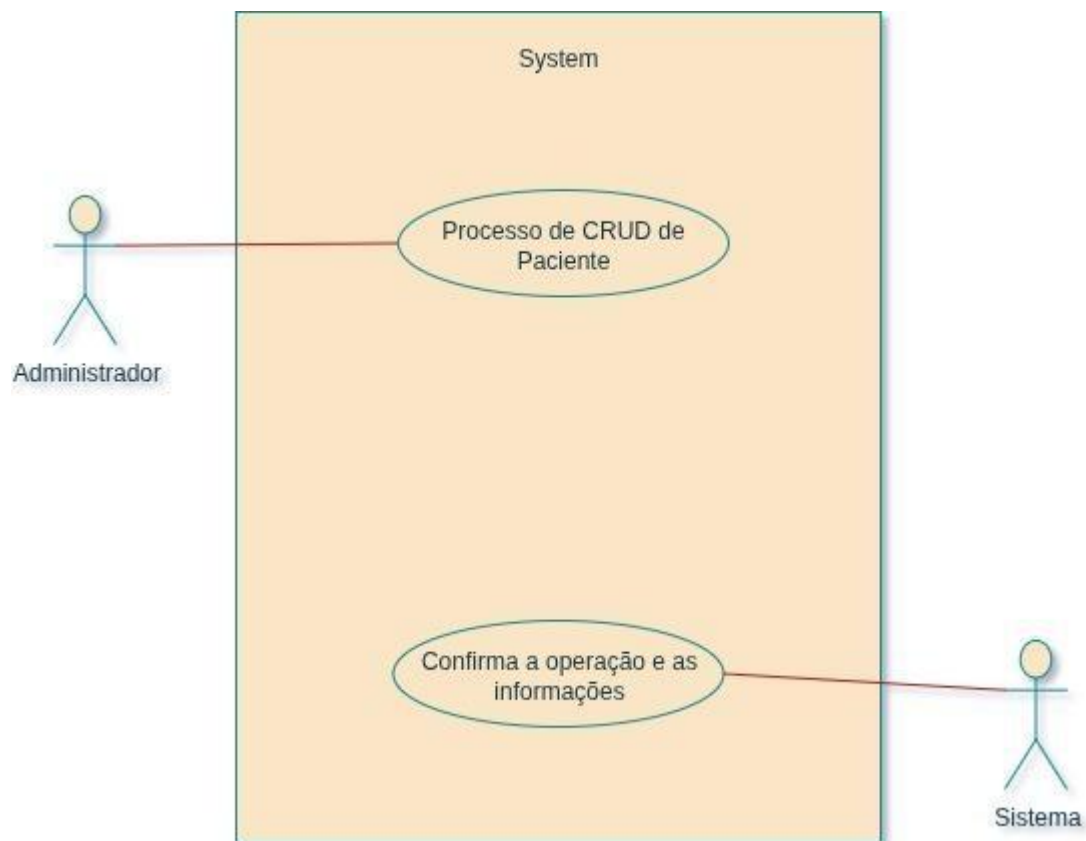 System
Processo de CRUD de
Paciente
Administrador
Confirma a operação e as
informações
Sistema